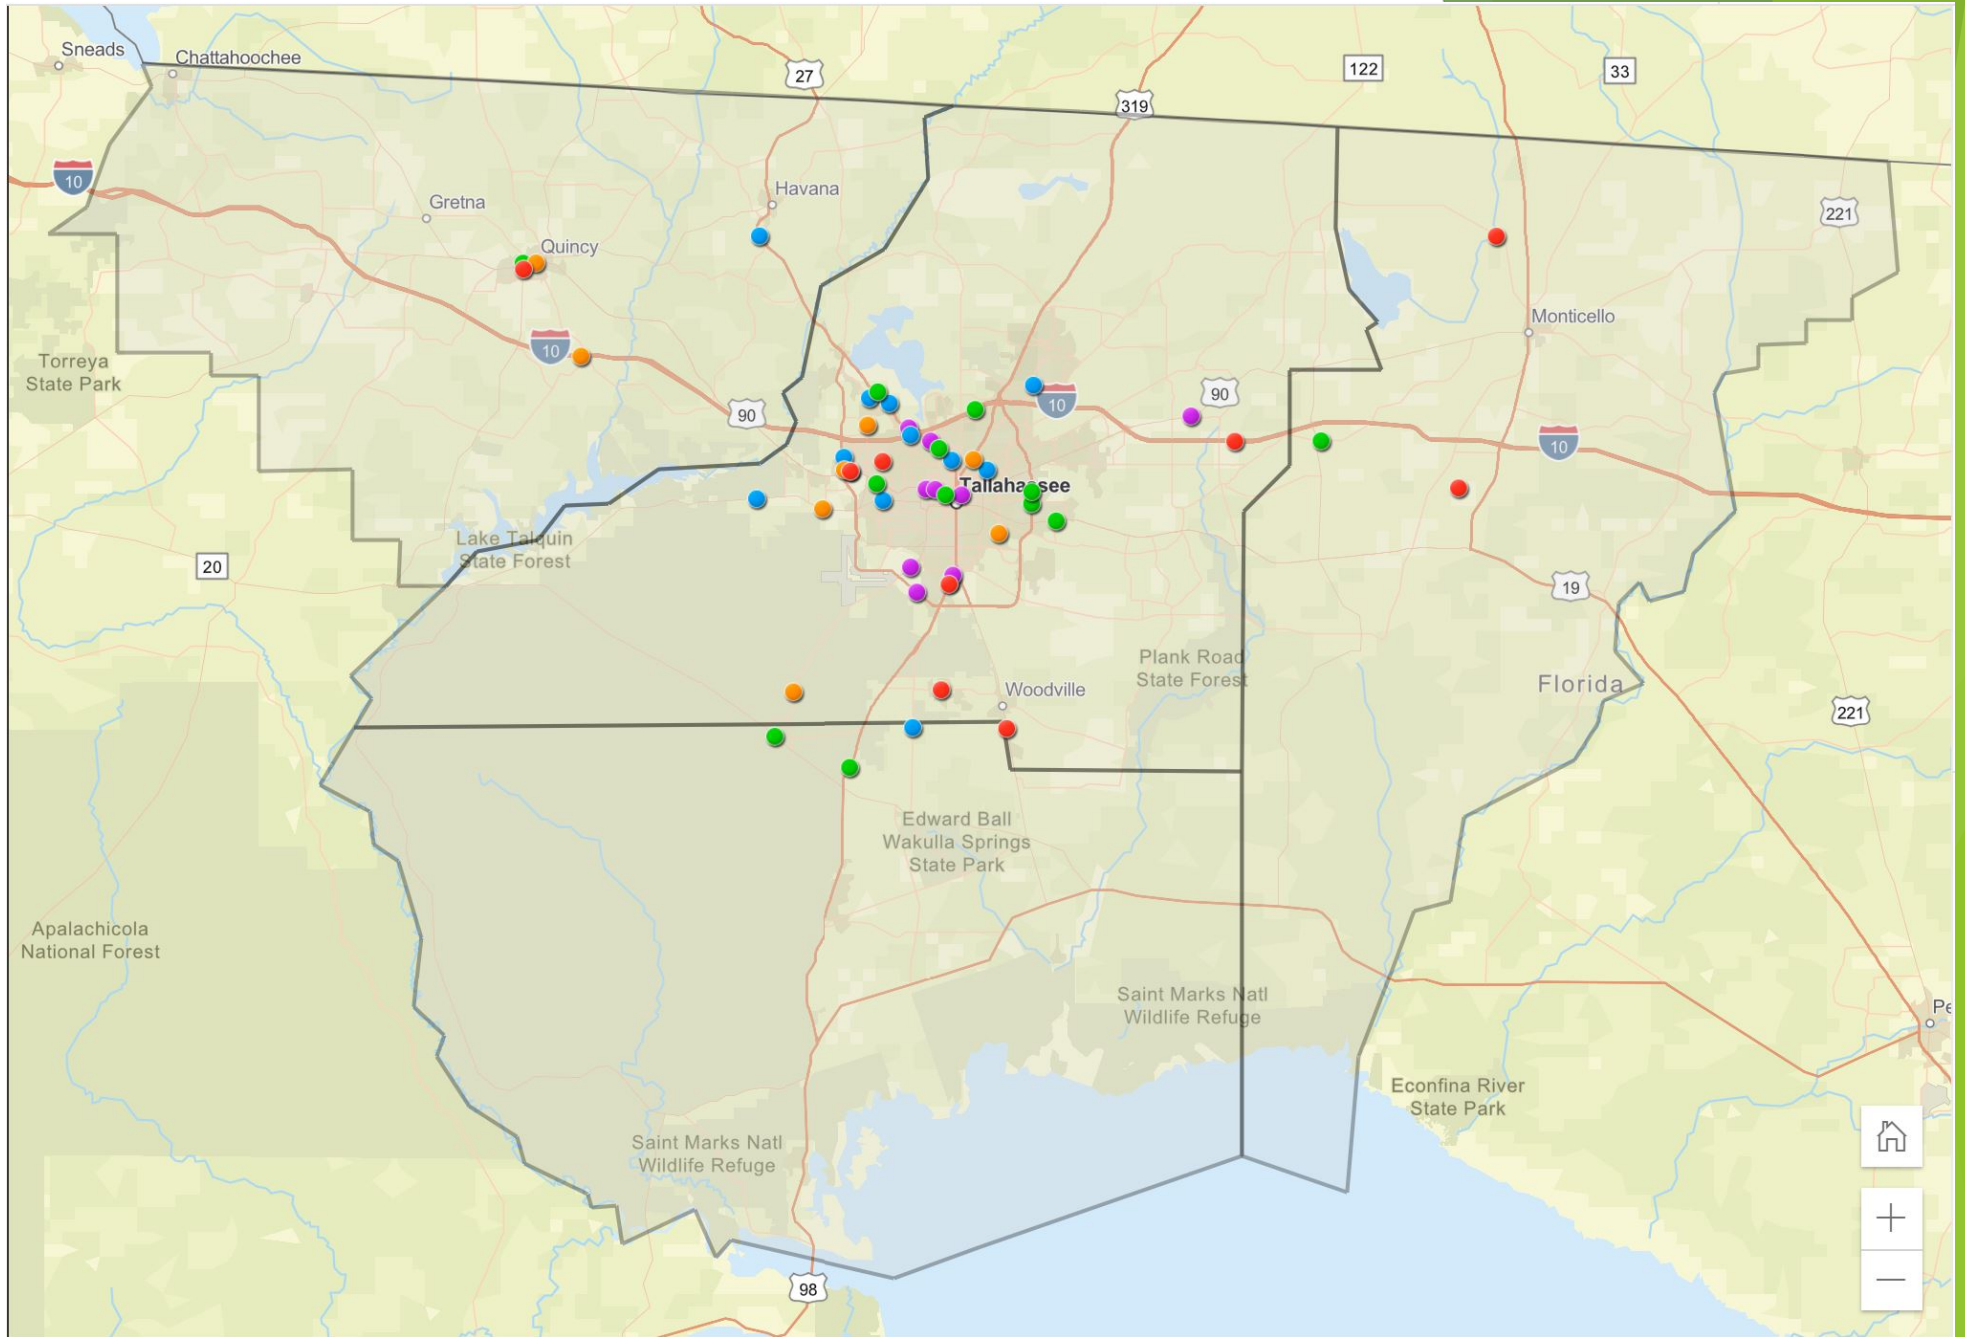 Sneads
Chattahoochee
27
122
33
319
10
Havana
Gretna
221
Quincy
Monticello
10
Torreya
State Park
90
10
90
10
Tallahassee
Lake Talquin
State Forest
20
19
Plank Road
State Forest
Woodville
Florida
221
Edward Ball
Wakulla Springs
State Park
Apalachicola
National Forest
Saint Marks Natl
Wildlife Refuge
Pe
Econfina River
State Park
Saint Marks Natl
Wildlife Refuge
98